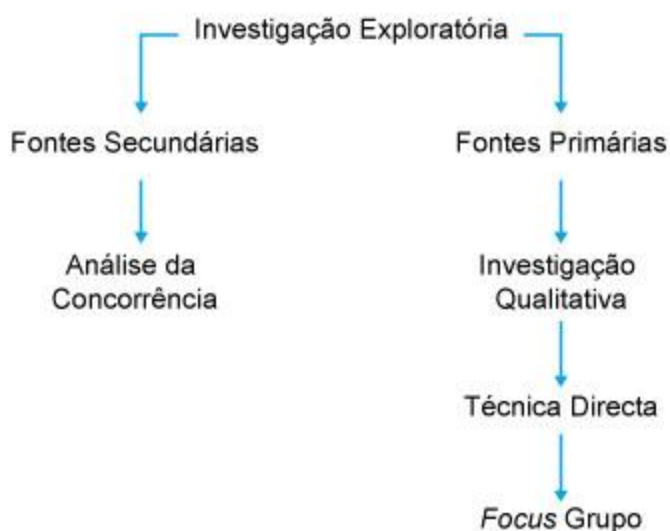 Investigação Exploratória
Fontes Secundárias
Fontes Primárias
Análise da
Concorrência
Investigação
Qualitativa
Técnica Directa
Focus Grupo